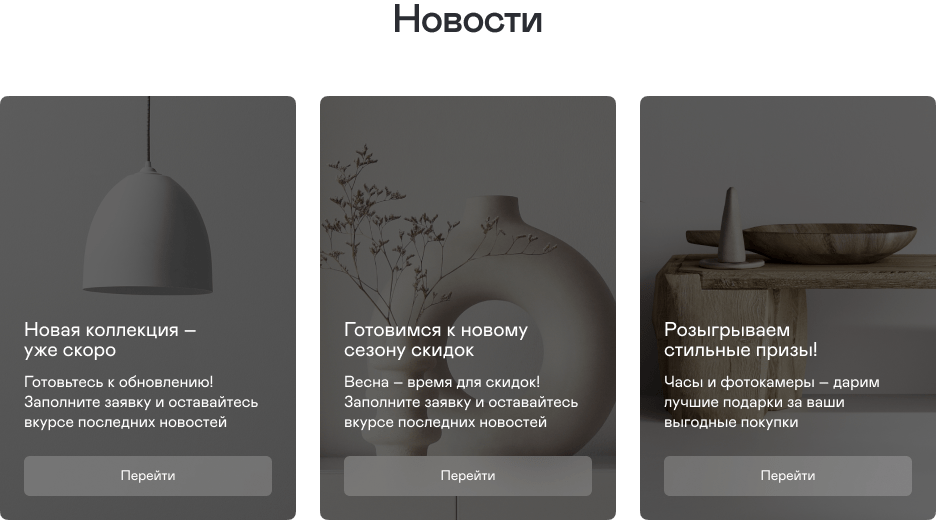 Новости
Новая коллекция –
уже скоро
Готовьтесь к обновлению!
Заполните заявку и оставайтесь
вкурсе последних новостей
Перейти
Готовимся к новому
сезону скидок
Весна – время для скидок!
Заполните заявку и оставайтесь
вкурсе последних новостей
Перейти
Розыгрываем
стильные призы!
Часы и фотокамеры – дарим
лучшие подарки за ваши
выгодные покупки
Перейти